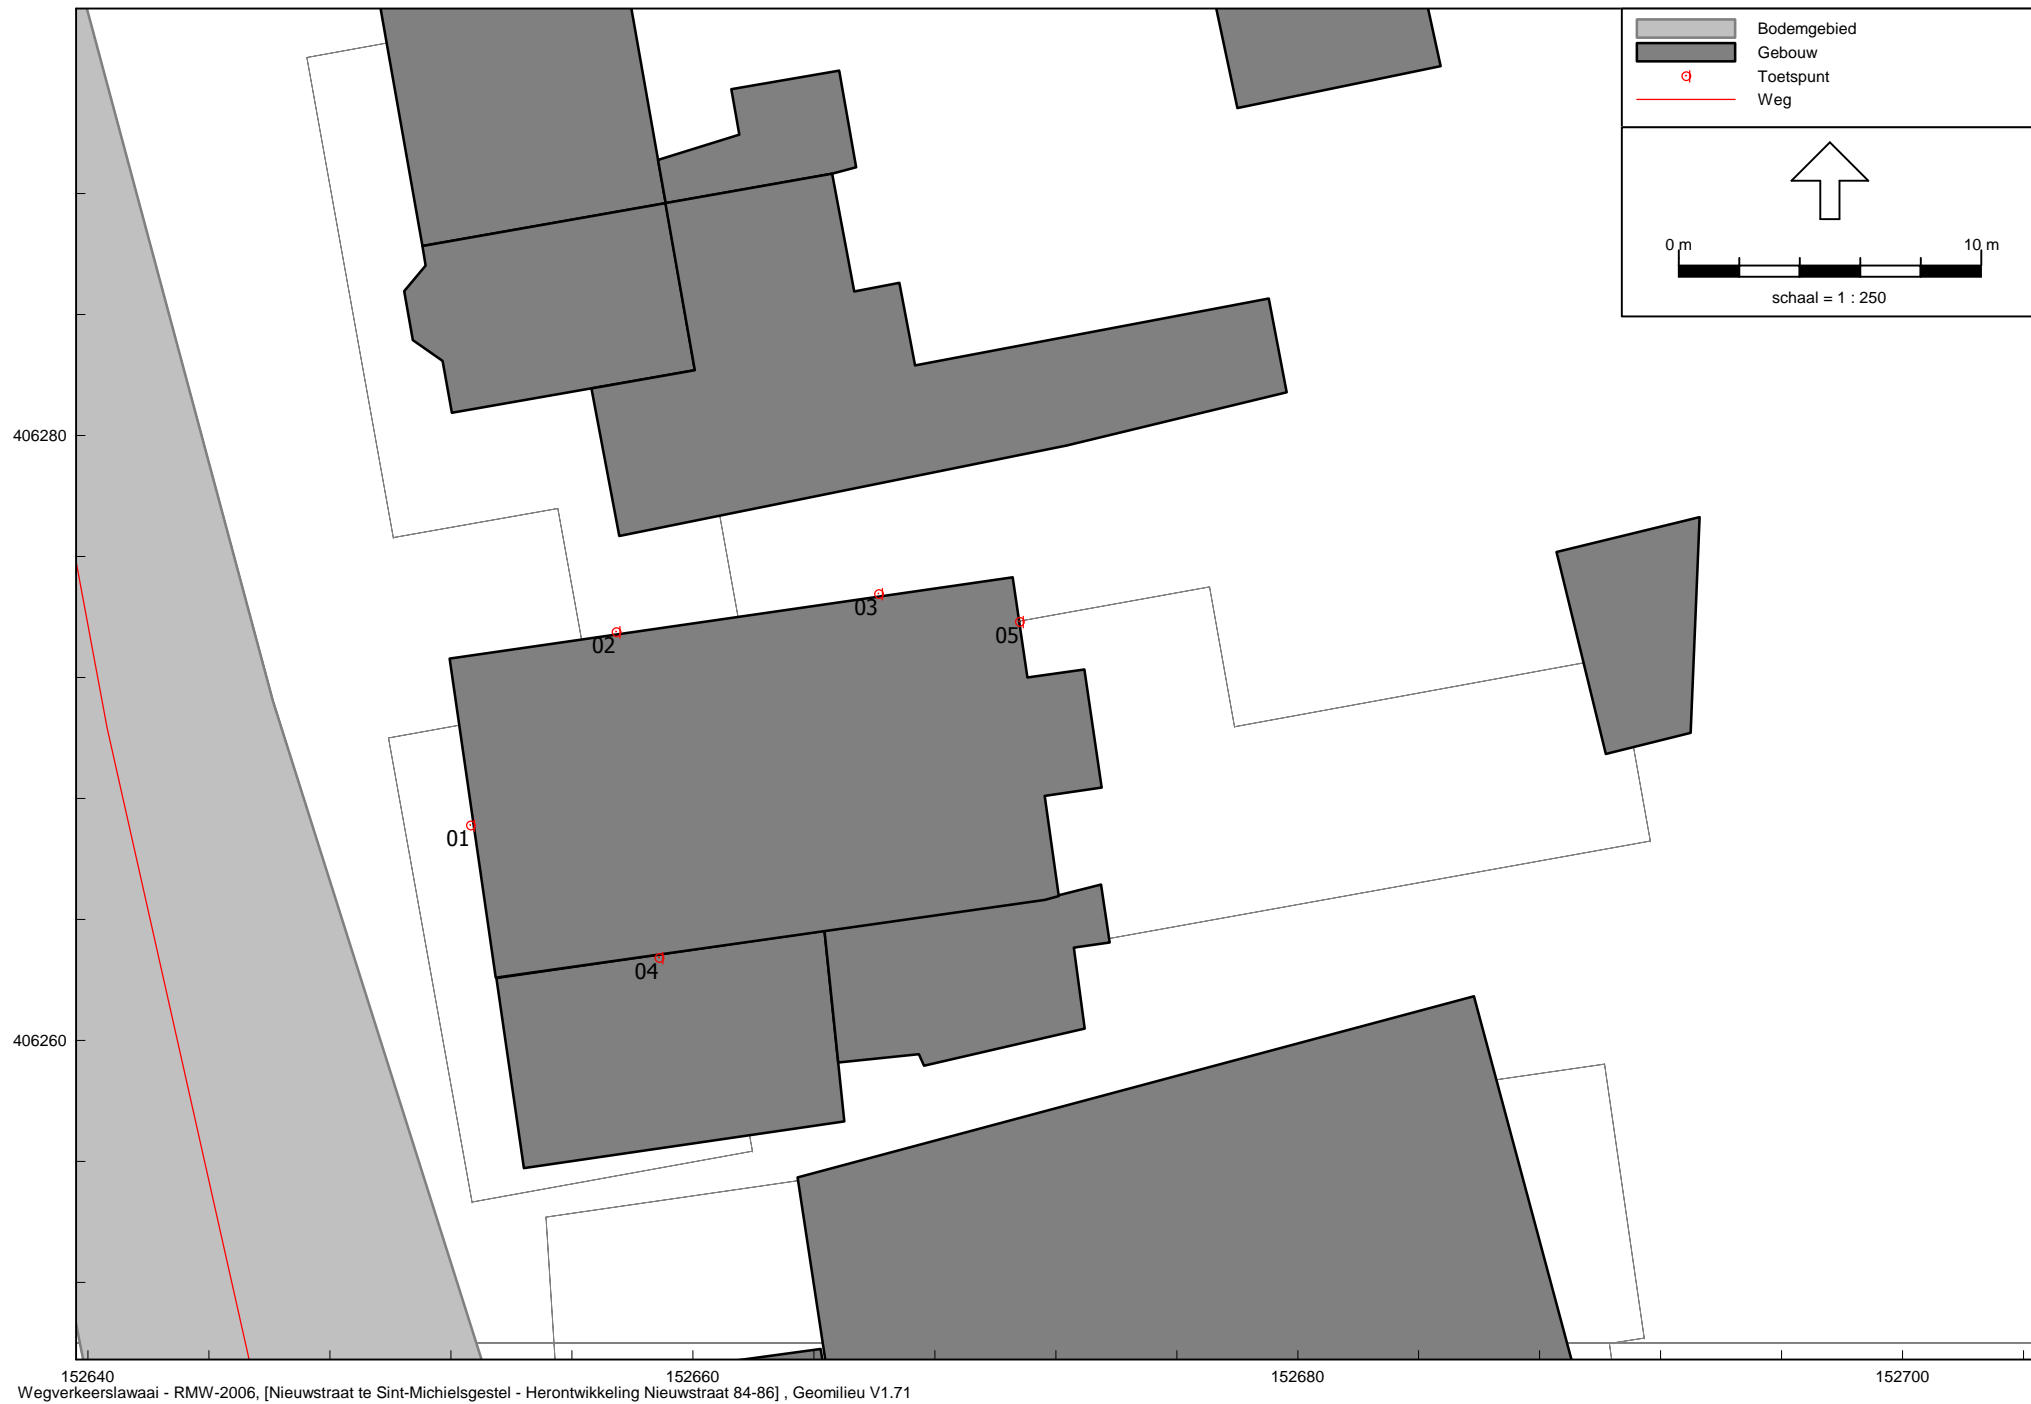 Bodemgebied
Gebouw
Toetspunt
Weg
0 m 10 m
schaal = 1 : 250
406280
03
02
05
01
04
406260
152640 152660 152680 152700
Wegverkeerslawaai - RMW-2006, [Nieuwstraat te Sint-Michielsgestel - Herontwikkeling Nieuwstraat 84-86] , Geomilieu V1.71